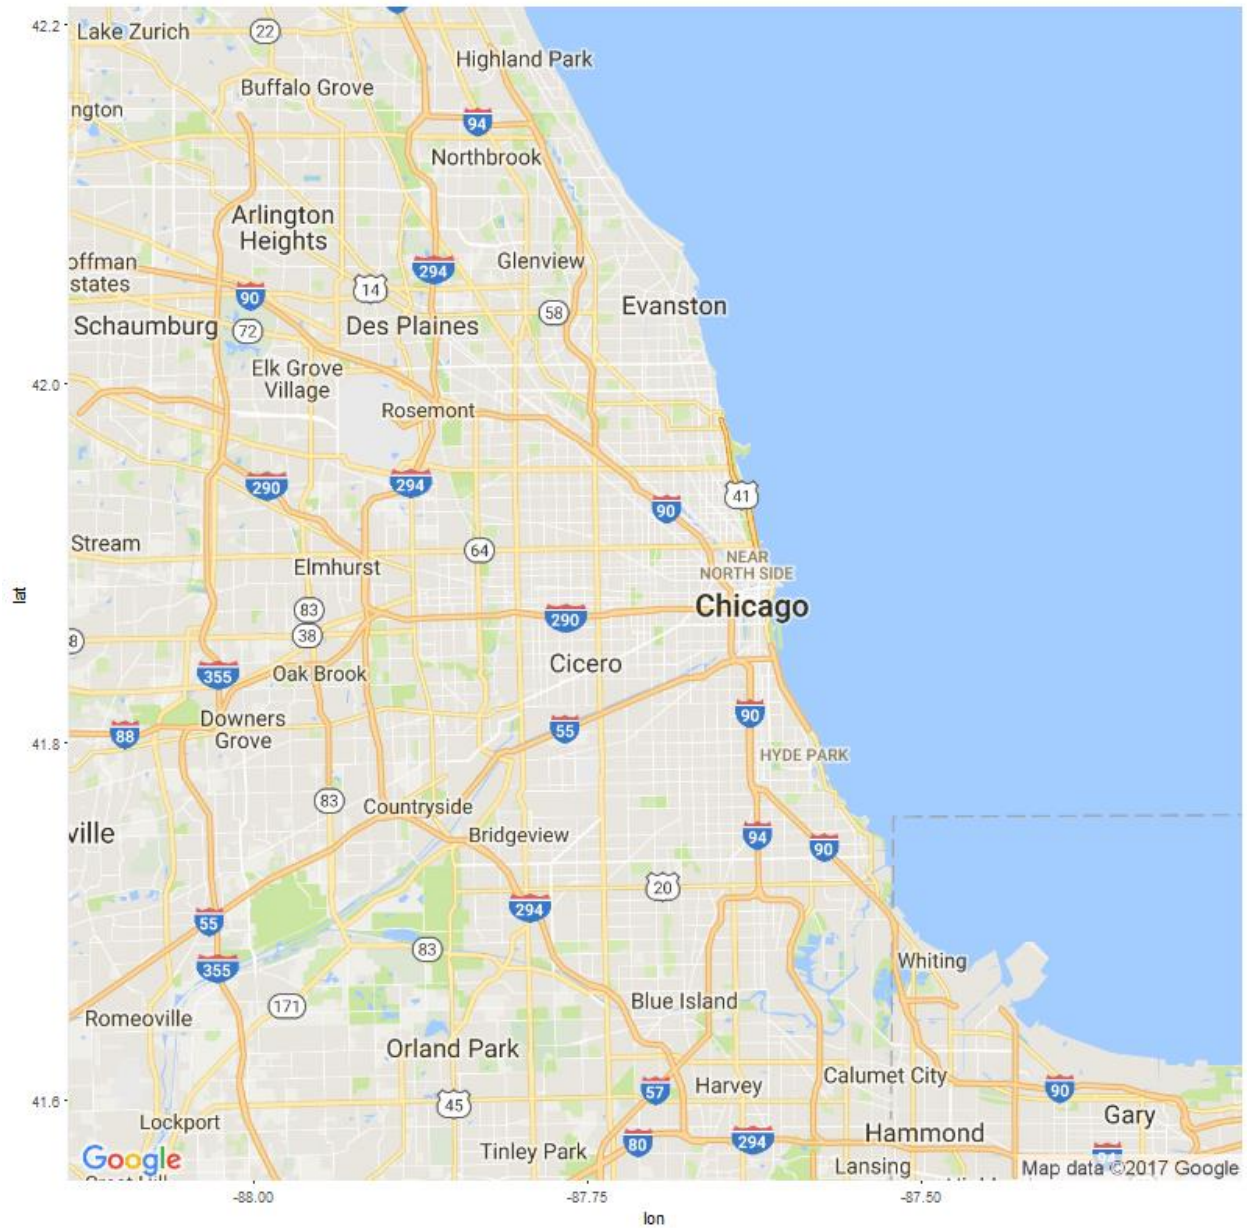 42.2
Lake Zurich
22
Highland Park
Buffalo Grove
ngton
94
Northbrook
Arlington
Heights
offman
states
Glenview
294
90
14
58
Evanston
Schaumburg
72
Des Plaines
Elk Grove
Village
42.0
Rosemont
290
294
90
41
Stream
64
NEAR
NORTH SIDE
Elmhurst
lat
83
Chicago
290
38
8
Cicero
355
Oak Brook
Downers
Grove
88
55
90
41.8
HYDE PARK
83
Countryside
ville
Bridgeview
94
90
20
294
55
83
Whiting
355
171
Blue Island
Romeoville
Orland Park
Calumet City
57
Harvey
90
41.6
45
Gary
Lockport
Hammond
80
294
Tinley Park
94
Google
Lansing
Map data ©2017 Google
-88.00
-87.75
-87.50
lon